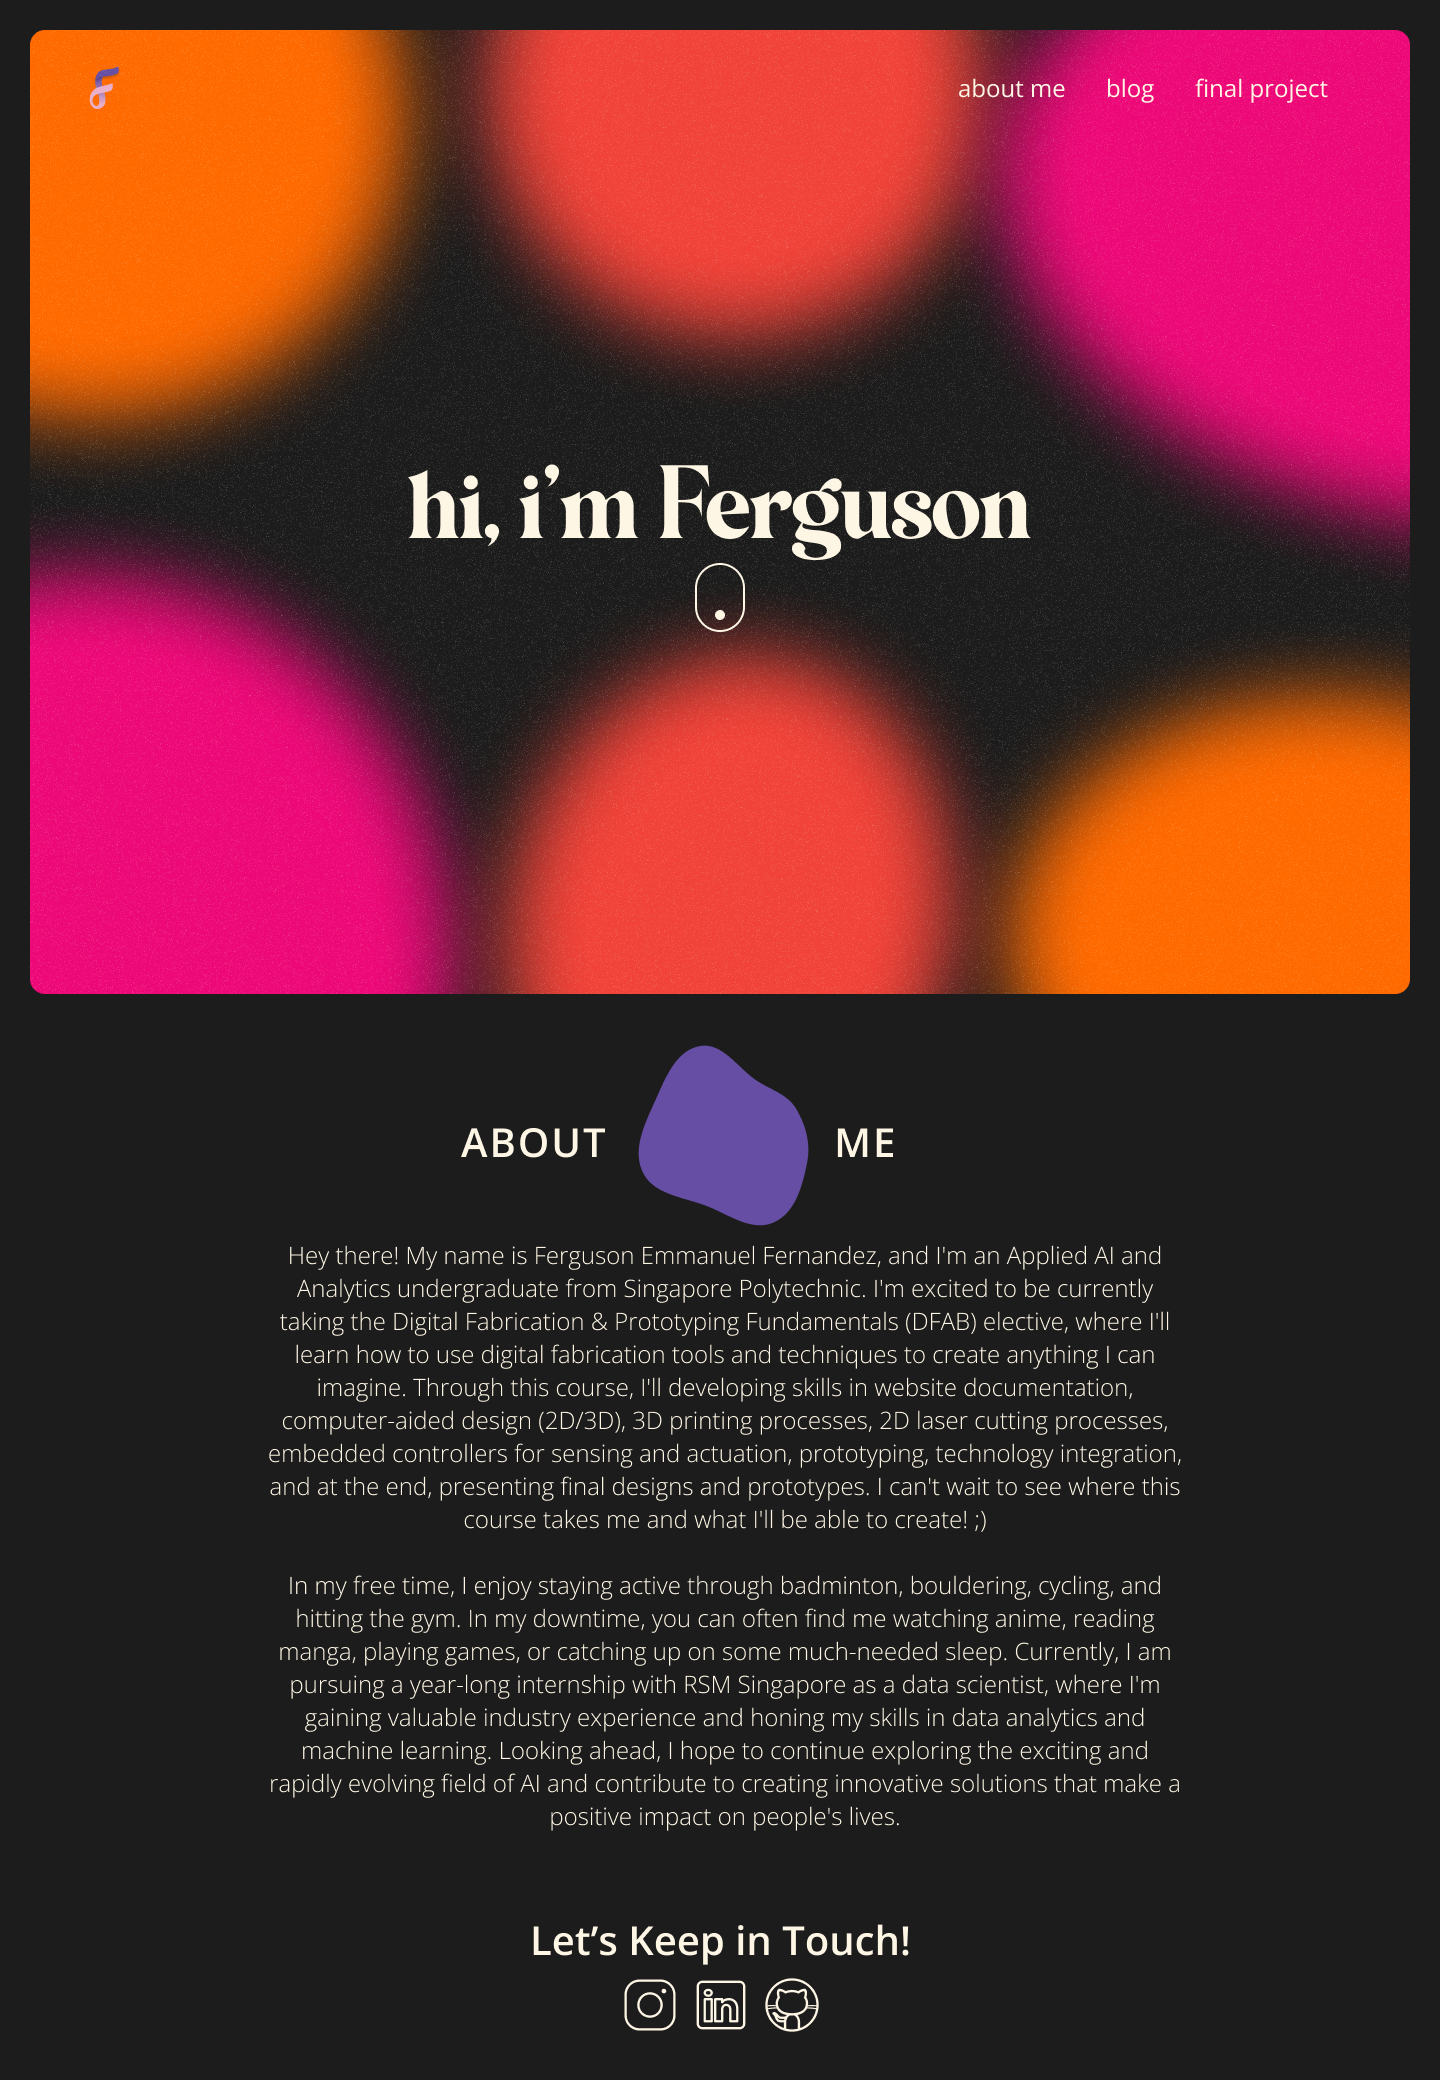 F
about me blog final project
hi, i’m Ferguson
ABOUT ME
Hey there! My name is Ferguson Emmanuel Fernandez, and I'm an Applied AI and
Analytics undergraduate from Singapore Polytechnic. I'm excited to be currently
taking the Digital Fabrication & Prototyping Fundamentals (DFAB) elective, where I'll
learn how to use digital fabrication tools and techniques to create anything I can
imagine. Through this course, I'll developing skills in website documentation,
computer-aided design (2D/3D), 3D printing processes, 2D laser cutting processes,
embedded controllers for sensing and actuation, prototyping, technology integration,
and at the end, presenting final designs and prototypes. I can't wait to see where this
course takes me and what I'll be able to create! ;)
In my free time, I enjoy staying active through badminton, bouldering, cycling, and
hitting the gym. In my downtime, you can often find me watching anime, reading
manga, playing games, or catching up on some much-needed sleep. Currently, I am
pursuing a year-long internship with RSM Singapore as a data scientist, where I'm
gaining valuable industry experience and honing my skills in data analytics and
machine learning. Looking ahead, I hope to continue exploring the exciting and
rapidly evolving field of AI and contribute to creating innovative solutions that make a
positive impact on people's lives.
Let’s Keep in Touch!
in